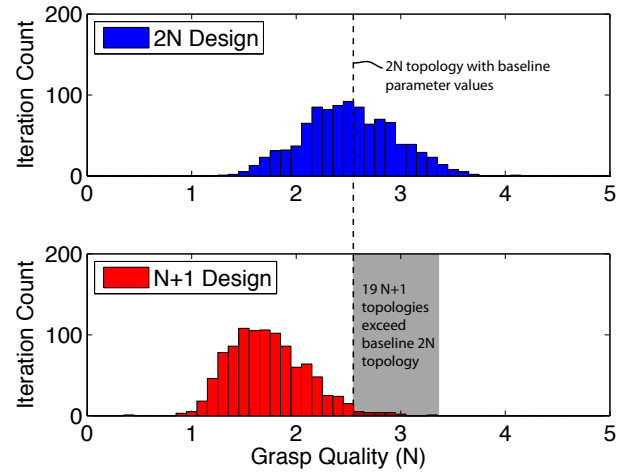 200
100
0
Iteration Count
2N Design
2N topology with baseline
parameter values
0 1 2 3 4 5
200
100
0
Iteration Count
N+1 Design
19 N+1
topologies
exceed
baseline 2N
topology
0 1 2 3 4 5
Grasp Quality (N)